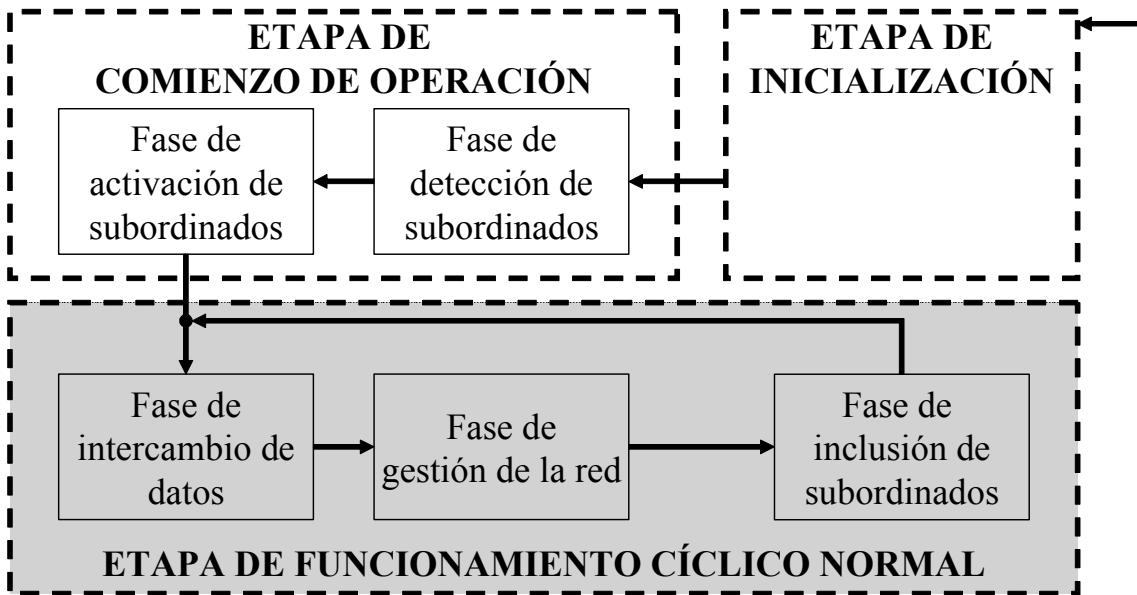 ETAPA DE
COMIENZO DE OPERACIÓN
ETAPA DE
INICIALIZACIÓN
Fase de
activación de
subordinados
Fase de
detección de
subordinados
Fase de
intercambio de
datos
Fase de
gestión de la red
Fase de
inclusión de
subordinados
ETAPA DE FUNCIONAMIENTO CÍCLICO NORMAL